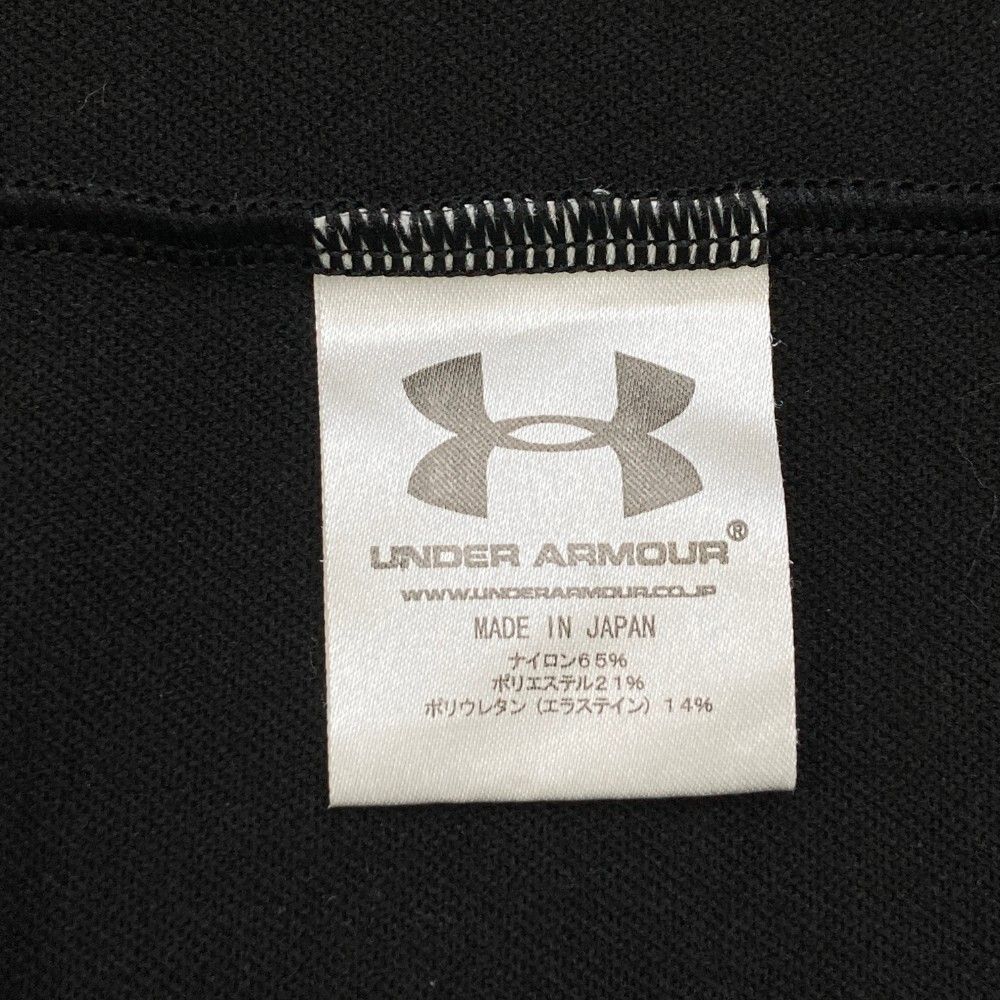 UNDER ARMOUR®
WWW.UNDERARMOUR.CO.JP
MADE IN JAPAN
ナイロン65%
ポリエステル21%
ポリウレタン(エラステイン)14%